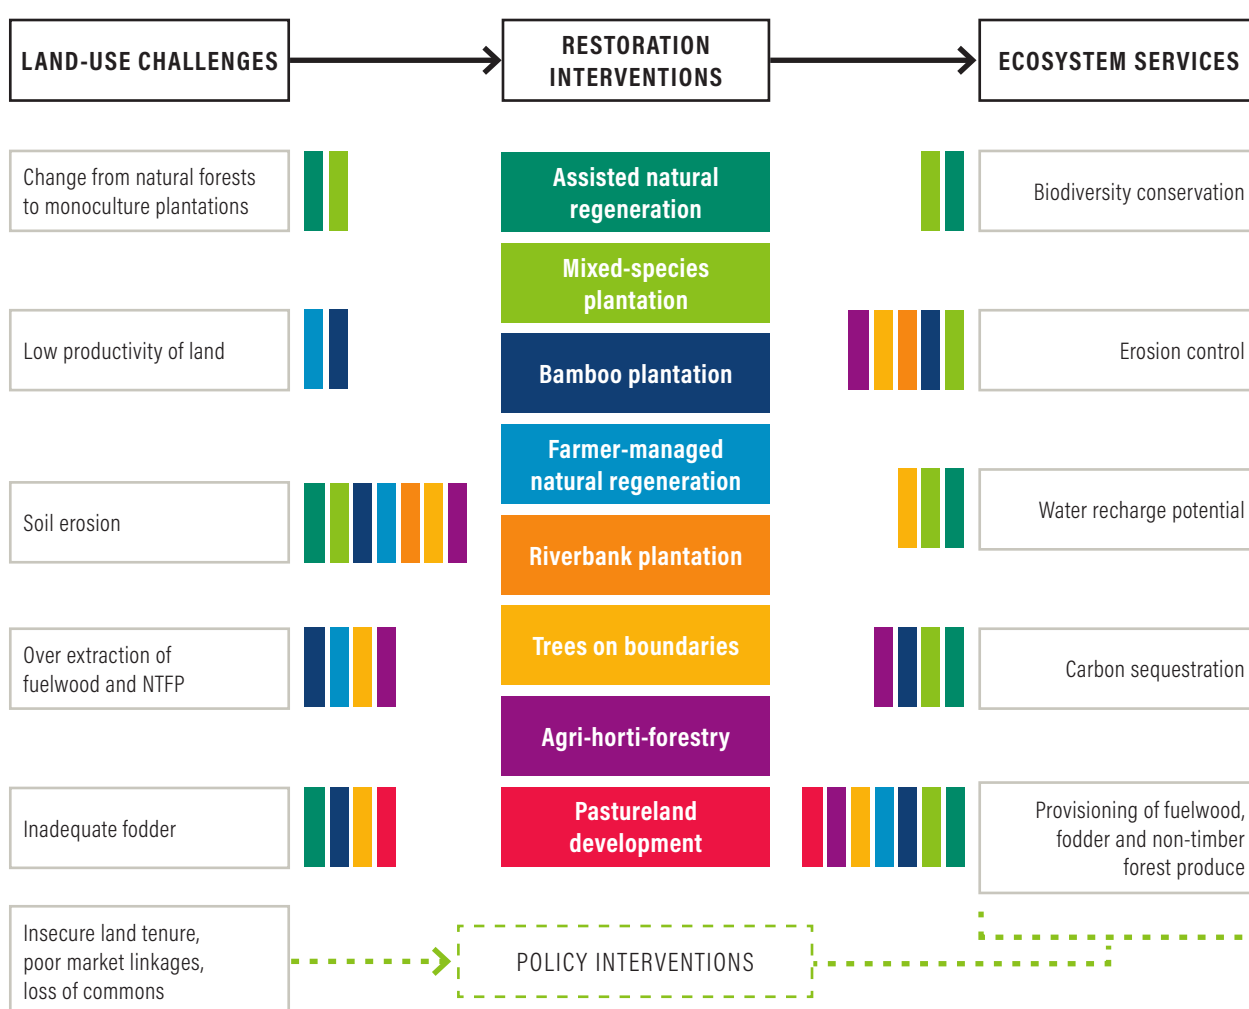 LAND-USE CHALLENGES
RESTORATION
INTERVENTIONS
ECOSYSTEM SERVICES
Change from natural forests
to monoculture plantations
Low productivity of land
Soil erosion
Over extraction of
fuelwood and NTFP
Inadequate fodder
Insecure land tenure,
poor market linkages,
loss of commons
Assisted natural
regeneration
Mixed-species
plantation
Bamboo plantation
Farmer-managed
natural regeneration
Riverbank plantation
Trees on boundaries
Agri-horti-forestry
Pastureland
development
POLICY INTERVENTIONS
Biodiversity conservation
Erosion control
Water recharge potential
Carbon sequestration
Provisioning of fuelwood,
fodder and non-timber
forest produce